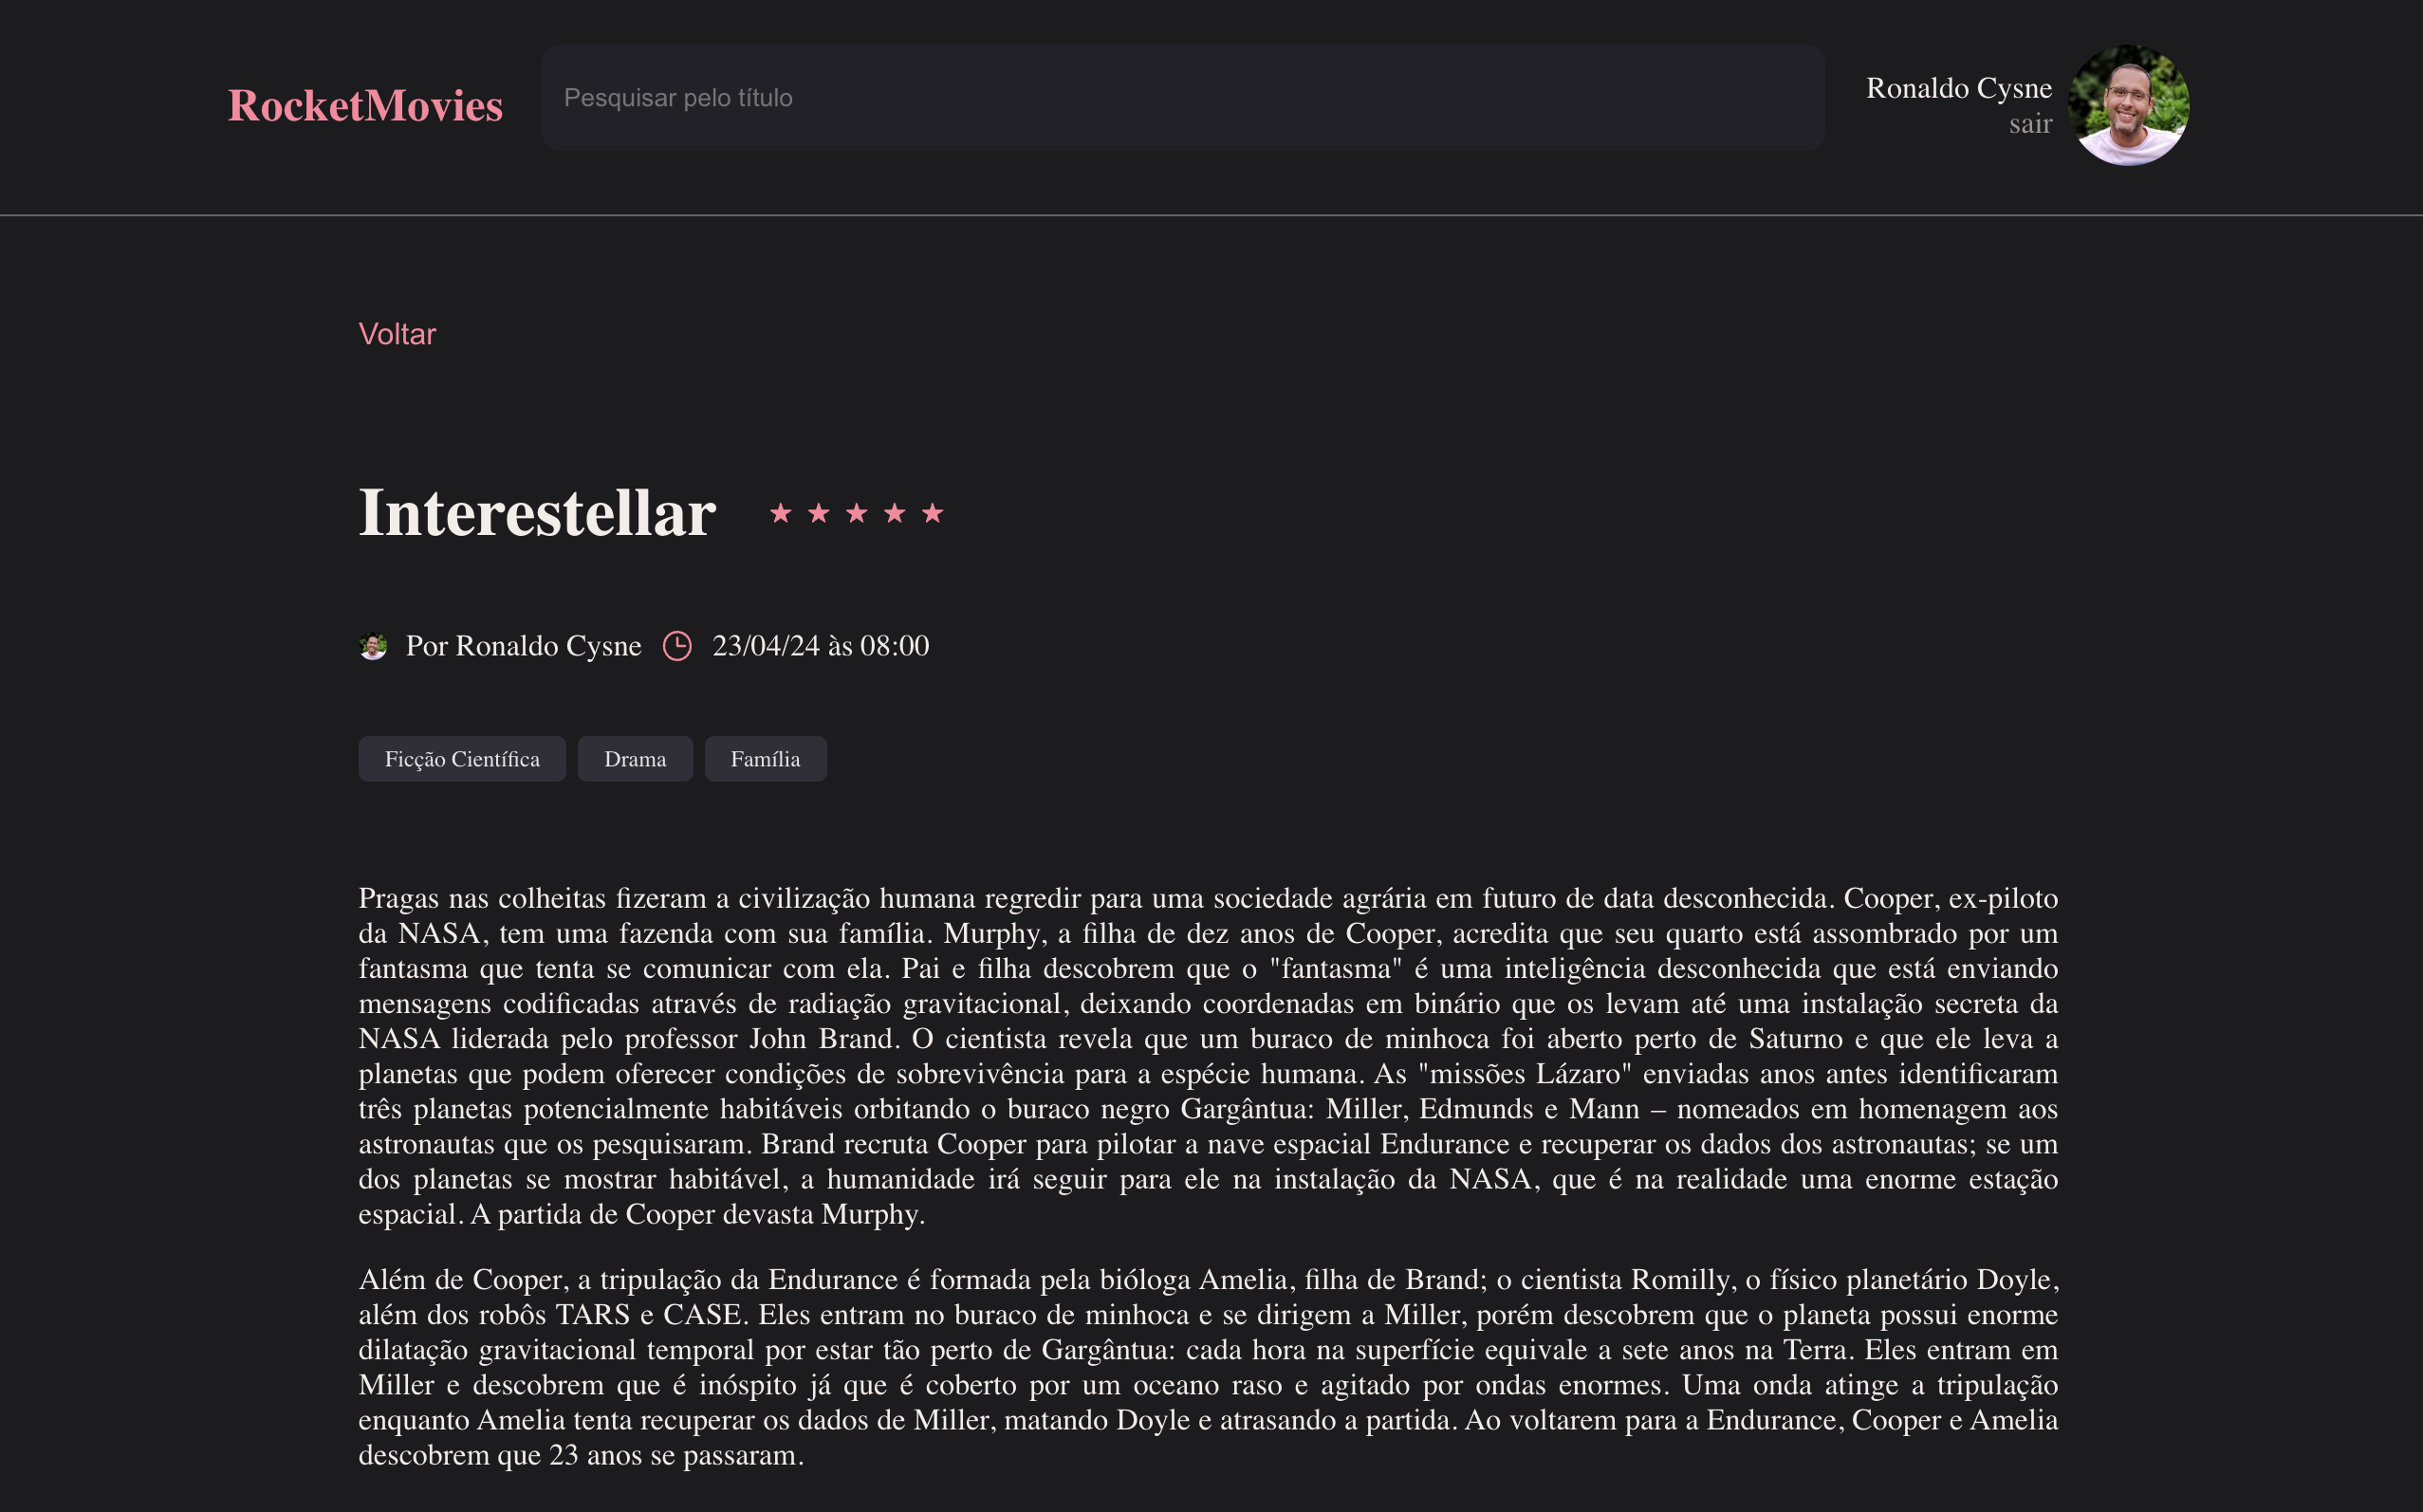 RocketMovies
Pesquisar pelo título
Ronaldo Cysne
sair
Voltar
Interestellar
Por Ronaldo Cysne 23/04/24 às 08:00
Ficção Científica Drama Família
Pragas nas colheitas fizeram a civilização humana regredir para uma sociedade agrária em futuro de data desconhecida. Cooper, ex-piloto
da NASA, tem uma fazenda com sua família. Murphy, a filha de dez anos de Cooper, acredita que seu quarto está assombrado por um
fantasma que tenta se comunicar com ela. Pai e filha descobrem que o "fantasma" é uma inteligência desconhecida que está enviando
mensagens codificadas através de radiação gravitacional, deixando coordenadas em binário que os levam até uma instalação secreta da
NASA liderada pelo professor John Brand. O cientista revela que um buraco de minhoca foi aberto perto de Saturno e que ele leva a
planetas que podem oferecer condições de sobrevivência para a espécie humana. As "missões Lázaro" enviadas anos antes identificaram
três planetas potencialmente habitáveis orbitando o buraco negro Gargântua: Miller, Edmunds e Mann – nomeados em homenagem aos
astronautas que os pesquisaram. Brand recruta Cooper para pilotar a nave espacial Endurance e recuperar os dados dos astronautas; se um
dos planetas se mostrar habitável, a humanidade irá seguir para ele na instalação da NASA, que é na realidade uma enorme estação
espacial. A partida de Cooper devasta Murphy.
Além de Cooper, a tripulação da Endurance é formada pela bióloga Amelia, filha de Brand; o cientista Romilly, o físico planetário Doyle,
além dos robôs TARS e CASE. Eles entram no buraco de minhoca e se dirigem a Miller, porém descobrem que o planeta possui enorme
dilatação gravitacional temporal por estar tão perto de Gargântua: cada hora na superfície equivale a sete anos na Terra. Eles entram em
Miller e descobrem que é inóspito já que é coberto por um oceano raso e agitado por ondas enormes. Uma onda atinge a tripulação
enquanto Amelia tenta recuperar os dados de Miller, matando Doyle e atrasando a partida. Ao voltarem para a Endurance, Cooper e Amelia
descobrem que 23 anos se passaram.